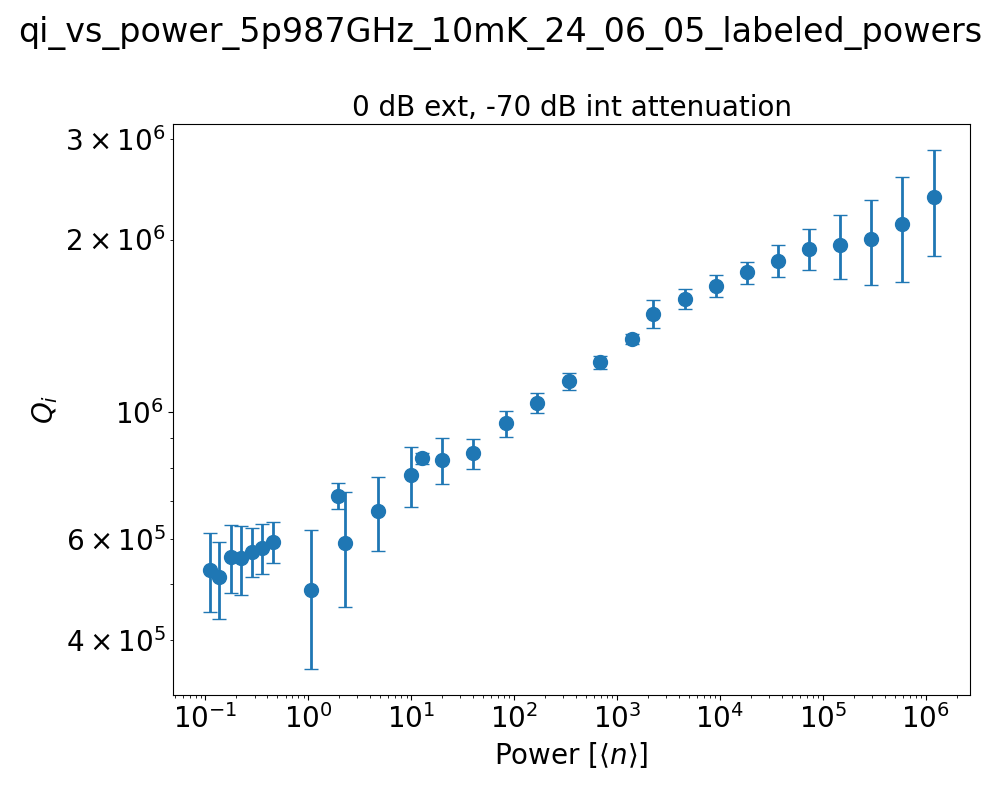 qi_vs_power_5p987GHz_10mK_24_06_05_labeled_powers
0 dB ext, -70 dB int attenuation
3 × 10⁶
2 × 10⁶
10⁶
6 × 10⁵
4 × 10⁵
Qᵢ
10⁻¹ 10⁰ 10¹ 10² 10³ 10⁴ 10⁵ 10⁶
Power [⟨n⟩]